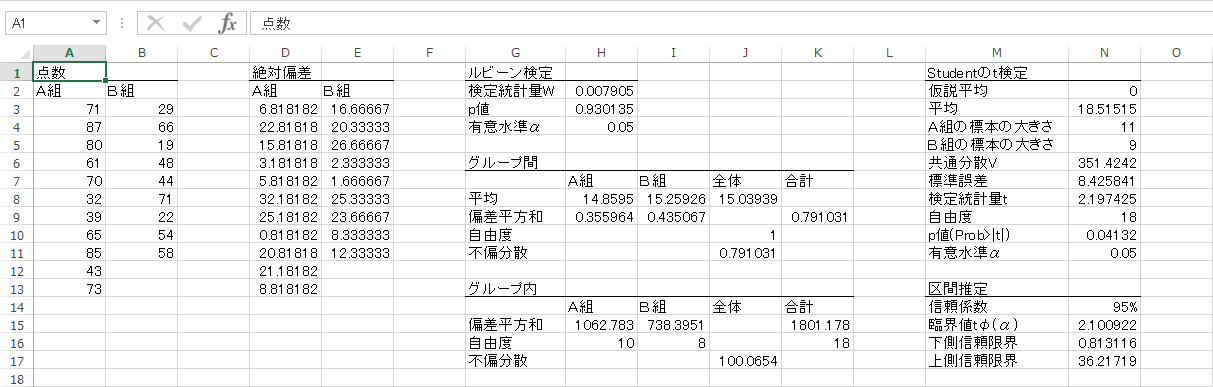 A1 fx 点数
A B C D E F G H I J K L M N O
1 点数 絶対偏差 ルビーン検定 Studentのt検定
2 A組 B組 A組 B組 検定統計量W 0.007905 仮説平均 0
3 71 29 6.818182 16.66667 p値 0.930135 平均 18.51515
4 87 66 22.81818 20.33333 有意水準α 0.05 A組の標本の大きさ 11
5 80 19 15.81818 26.66667 B組の標本の大きさ 9
6 61 48 3.181818 2.333333 グループ間 共通分散V 351.4242
7 70 44 5.818182 1.666667 A組 B組 全体 合計 標準誤差 8.425841
8 32 71 32.18182 25.33333 平均 14.8595 15.25926 15.03939 検定統計量t 2.197425
9 39 22 25.18182 23.66667 偏差平方和 0.355964 0.435067 0.791031 自由度 18
10 65 54 0.818182 8.333333 自由度 1 p値(Prob>|t|) 0.04132
11 85 58 20.81818 12.33333 不偏分散 0.791031 有意水準α 0.05
12 43 21.18182
13 73 8.818182 グループ内 区間推定
14 A組 B組 全体 合計 信頼係数 95%
15 偏差平方和 1062.783 738.3951 1801.178 臨界値tφ(α) 2.100922
16 自由度 10 8 18 下側信頼限界 0.813116
17 不偏分散 100.0654 上側信頼限界 36.21719
18